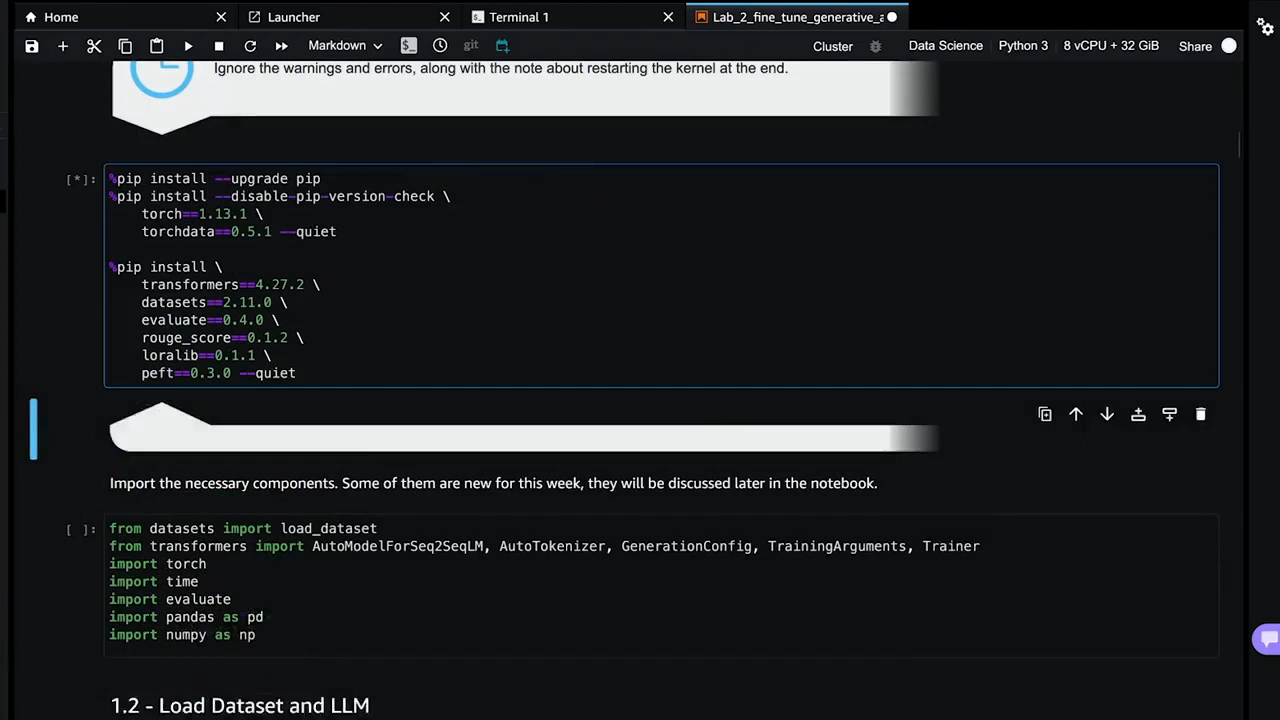 Home
Launcher
Terminal 1
Lab_2_fine_tune_generative_a
Markdown
git
Cluster
Data Science
Python 3
8 vCPU + 32 GiB
Share
Ignore the warnings and errors, along with the note about restarting the kernel at the end.
[*]:
%pip install --upgrade pip
%pip install --disable-pip-version-check \
torch==1.13.1 \
torchdata==0.5.1 --quiet
%pip install \
transformers==4.27.2 \
datasets==2.11.0 \
evaluate==0.4.0 \
rouge_score==0.1.2 \
loralib==0.1.1 \
peft==0.3.0 --quiet
Import the necessary components. Some of them are new for this week, they will be discussed later in the notebook.
[ ]:
from datasets import load_dataset
from transformers import AutoModelForSeq2SeqLM, AutoTokenizer, GenerationConfig, TrainingArguments, Trainer
import torch
import time
import evaluate
import pandas as pd
import numpy as np
1.2 - Load Dataset and LLM